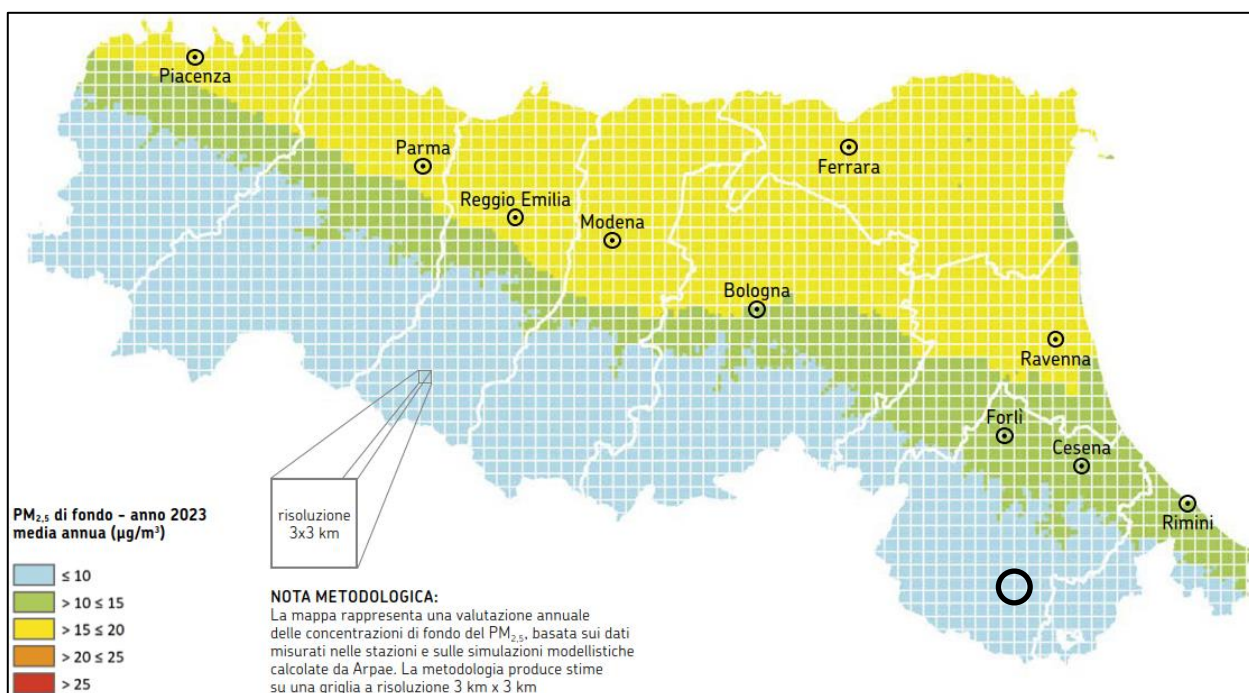 Piacenza
Parma
Ferrara
Reggio Emilia
Modena
Bologna
Ravenna
Forlì
Cesena
Rimini
risoluzione
3x3 km
PM2,5 di fondo - anno 2023
media annua (µg/m³)
≤ 10
> 10 ≤ 15
> 15 ≤ 20
> 20 ≤ 25
> 25
NOTA METODOLOGICA:
La mappa rappresenta una valutazione annuale
delle concentrazioni di fondo del PM2,5, basata sui dati
misurati nelle stazioni e sulle simulazioni modellistiche
calcolate da Arpae. La metodologia produce stime
su una griglia a risoluzione 3 km x 3 km